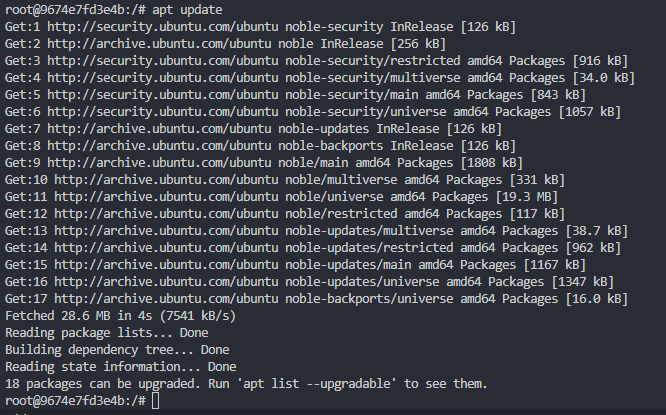 root@9674e7fd3e4b:/# apt update
Get:1 http://security.ubuntu.com/ubuntu noble-security InRelease [126 kB]
Get:2 http://archive.ubuntu.com/ubuntu noble InRelease [256 kB]
Get:3 http://security.ubuntu.com/ubuntu noble-security/restricted amd64 Packages [916 kB]
Get:4 http://security.ubuntu.com/ubuntu noble-security/multiverse amd64 Packages [34.0 kB]
Get:5 http://security.ubuntu.com/ubuntu noble-security/main amd64 Packages [843 kB]
Get:6 http://security.ubuntu.com/ubuntu noble-security/universe amd64 Packages [1057 kB]
Get:7 http://archive.ubuntu.com/ubuntu noble-updates InRelease [126 kB]
Get:8 http://archive.ubuntu.com/ubuntu noble-backports InRelease [126 kB]
Get:9 http://archive.ubuntu.com/ubuntu noble/main amd64 Packages [1808 kB]
Get:10 http://archive.ubuntu.com/ubuntu noble/multiverse amd64 Packages [331 kB]
Get:11 http://archive.ubuntu.com/ubuntu noble/universe amd64 Packages [19.3 MB]
Get:12 http://archive.ubuntu.com/ubuntu noble/restricted amd64 Packages [117 kB]
Get:13 http://archive.ubuntu.com/ubuntu noble-updates/multiverse amd64 Packages [38.7 kB]
Get:14 http://archive.ubuntu.com/ubuntu noble-updates/restricted amd64 Packages [962 kB]
Get:15 http://archive.ubuntu.com/ubuntu noble-updates/main amd64 Packages [1167 kB]
Get:16 http://archive.ubuntu.com/ubuntu noble-updates/universe amd64 Packages [1347 kB]
Get:17 http://archive.ubuntu.com/ubuntu noble-backports/universe amd64 Packages [16.0 kB]
Fetched 28.6 MB in 4s (7541 kB/s)
Reading package lists... Done
Building dependency tree... Done
Reading state information... Done
18 packages can be upgraded. Run 'apt list --upgradable' to see them.
root@9674e7fd3e4b:/#